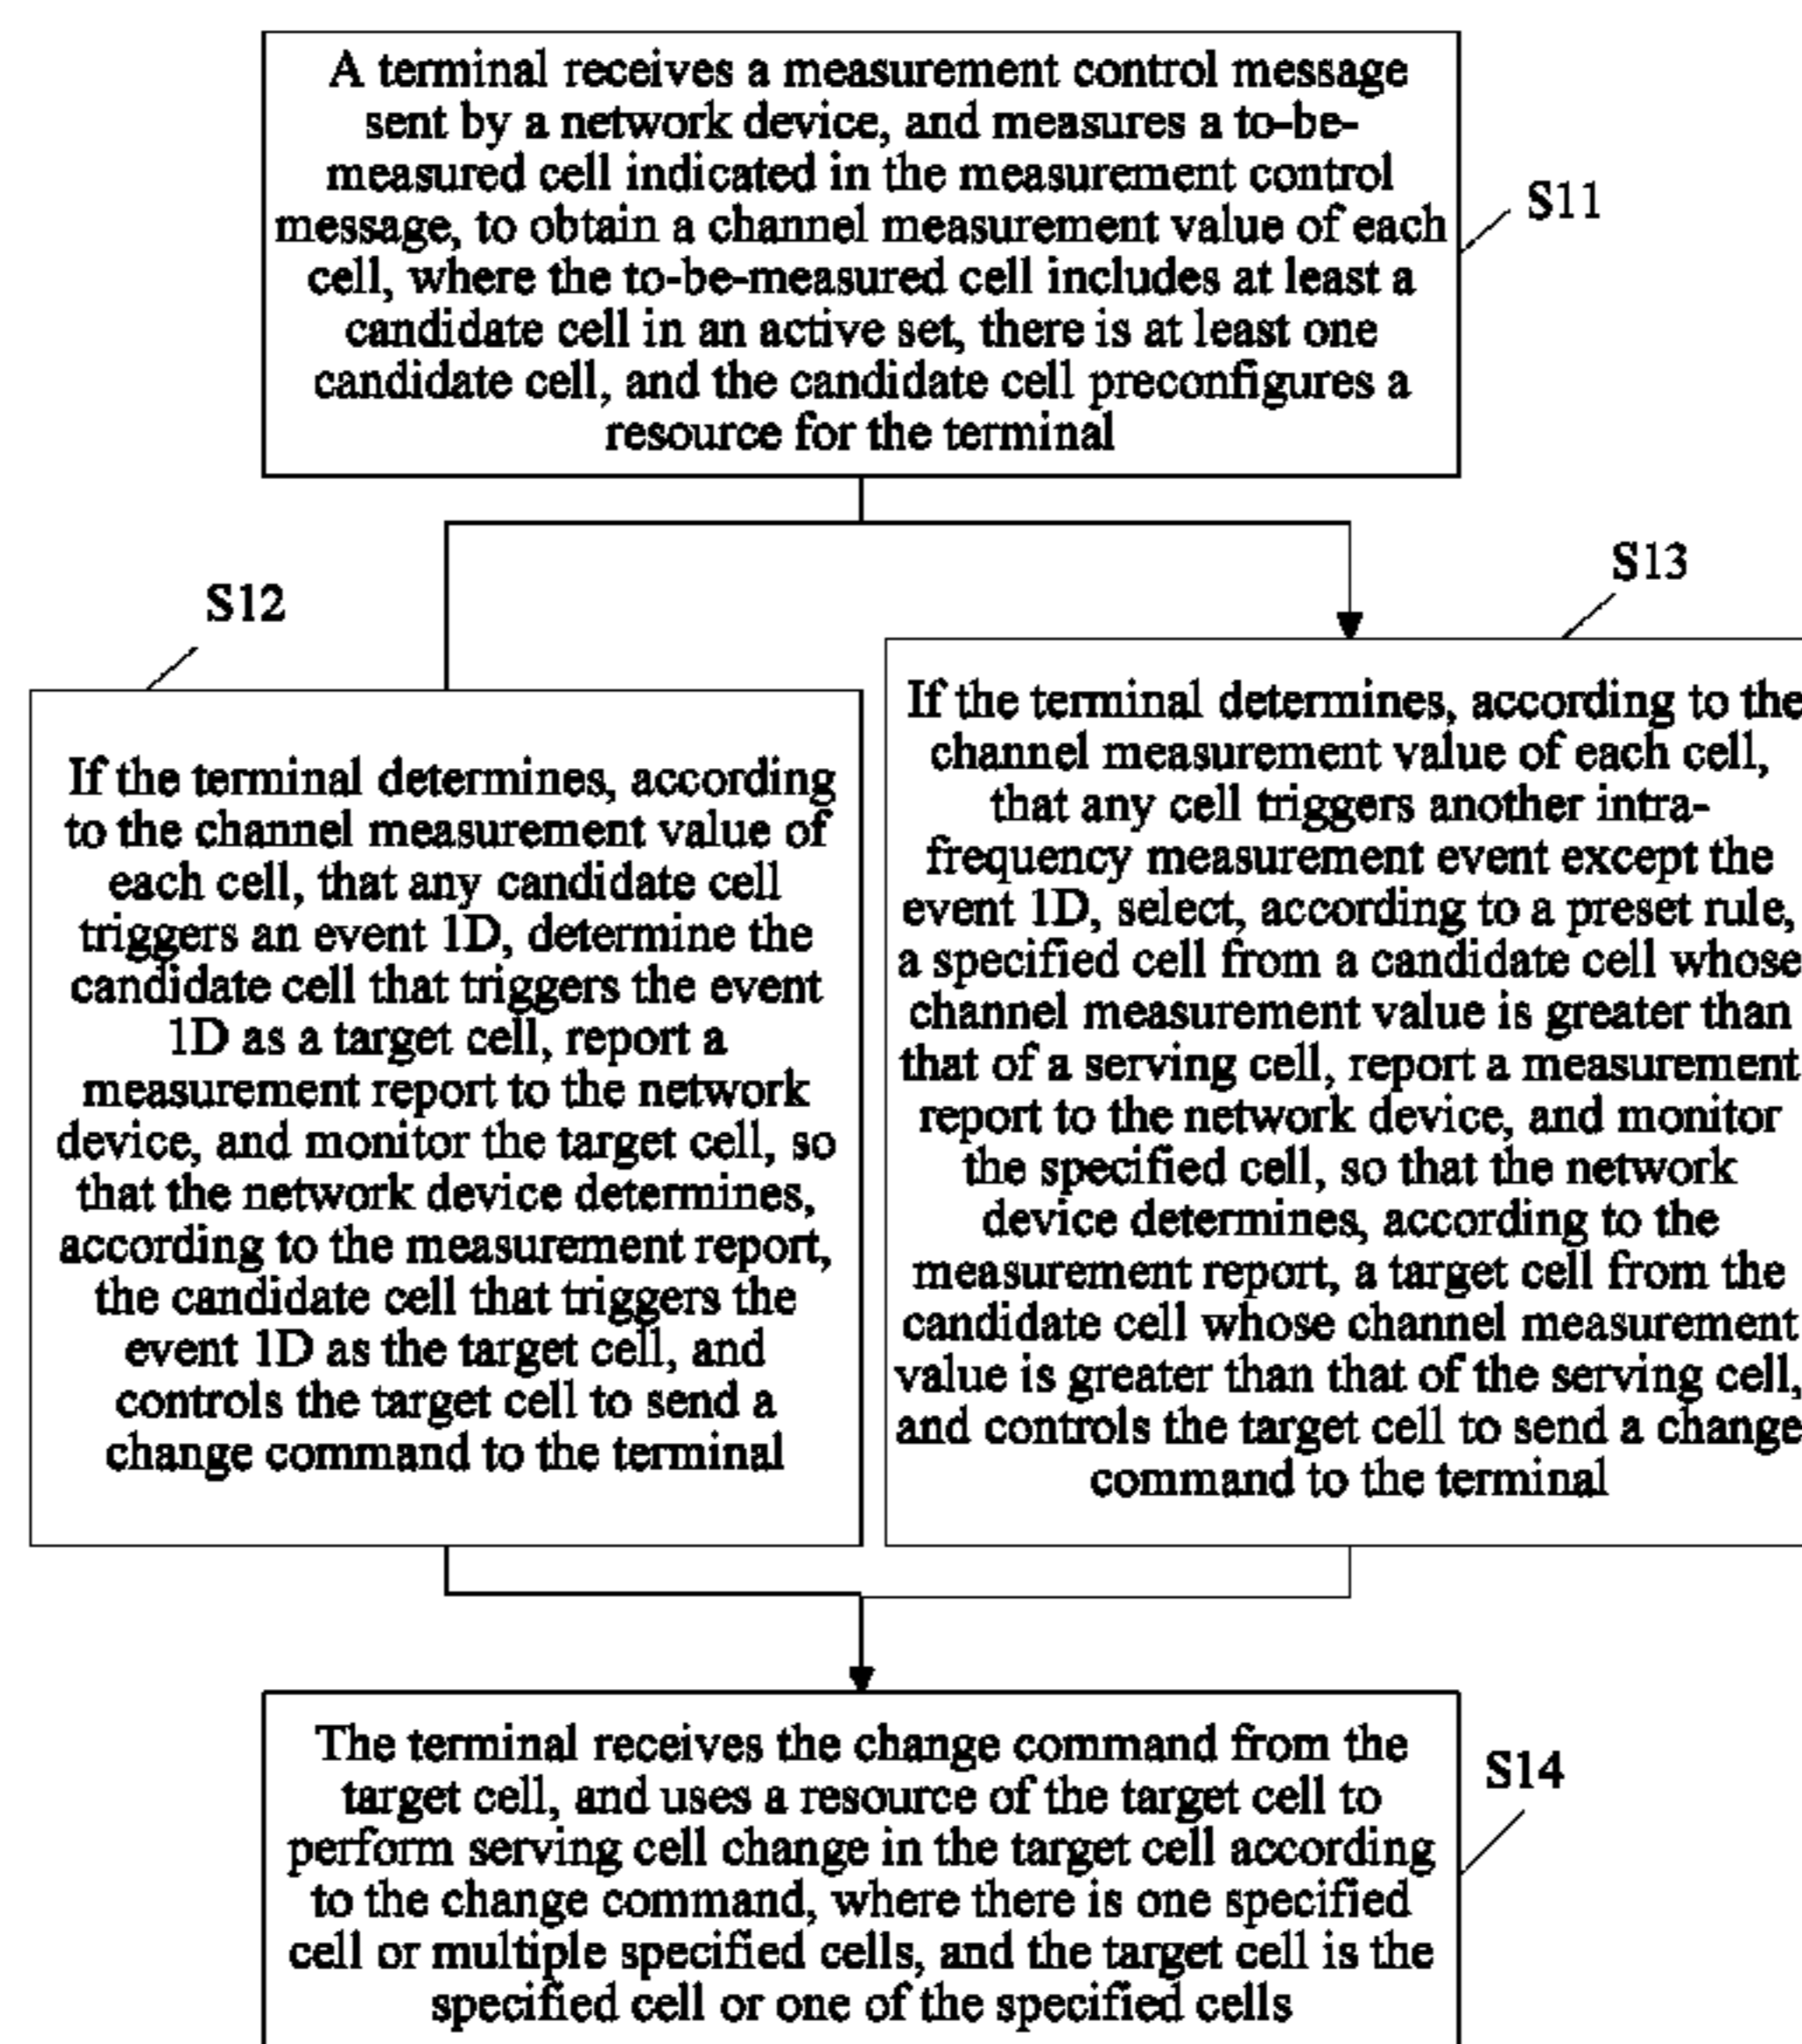 A terminal receives a measurement control message
sent by a network device, and measures a to-be-
measured cell indicated in the measurement control
message, to obtain a channel measurement value of each
cell, where the to-be-measured cell includes at least a
candidate cell in an active set, there is at least one
candidate cell, and the candidate cell preconfigures a
resource for the terminal
S11
S12
If the terminal determines, according
to the channel measurement value of
each cell, that any candidate cell
triggers an event 1D, determine the
candidate cell that triggers the event
1D as a target cell, report a
measurement report to the network
device, and monitor the target cell, so
that the network device determines,
according to the measurement report,
the candidate cell that triggers the
event 1D as the target cell, and
controls the target cell to send a
change command to the terminal
S13
If the terminal determines, according to the
channel measurement value of each cell,
that any cell triggers another intra-
frequency measurement event except the
event 1D, select, according to a preset rule,
a specified cell from a candidate cell whose
channel measurement value is greater than
that of a serving cell, report a measurement
report to the network device, and monitor
the specified cell, so that the network
device determines, according to the
measurement report, a target cell from the
candidate cell whose channel measurement
value is greater than that of the serving cell,
and controls the target cell to send a change
command to the terminal
The terminal receives the change command from the
target cell, and uses a resource of the target cell to
perform serving cell change in the target cell according
to the change command, where there is one specified
cell or multiple specified cells, and the target cell is the
specified cell or one of the specified cells
S14